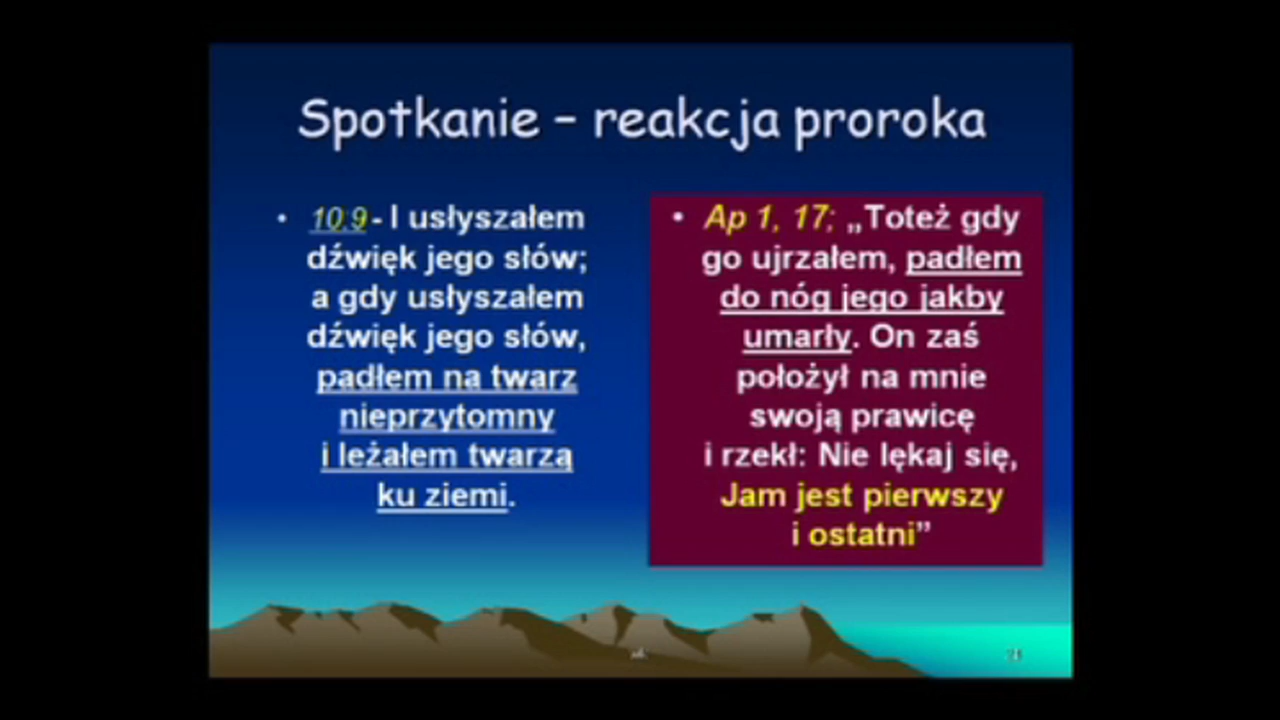 Spotkanie – reakcja proroka
• 10,9 - I usłyszałem
dźwięk jego słów;
a gdy usłyszałem
dźwięk jego słów,
padłem na twarz
nieprzytomny
i leżałem twarzą
ku ziemi.
• Ap 1, 17; „Toteż gdy
go ujrzałem, padłem
do nóg jego jakby
umarły. On zaś
położył na mnie
swoją prawicę
i rzekł: Nie lękaj się,
Jam jest pierwszy
i ostatni”